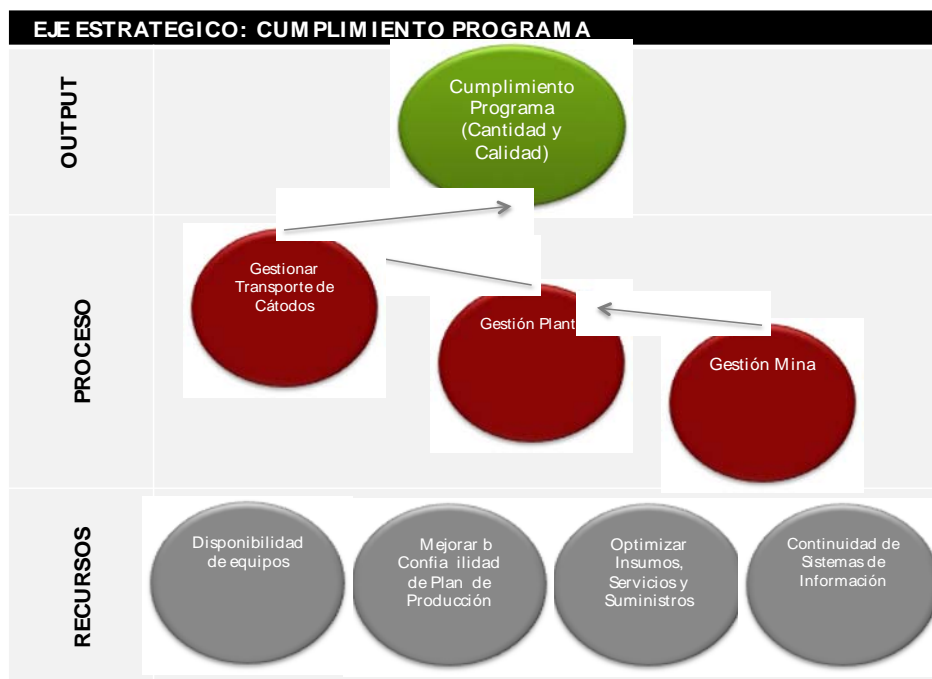 EJE ESTRATEGICO: CUMPLIMIENTO PROGRAMA
OUTPUT
Cumplimiento
Programa
(Cantidad y
Calidad)
PROCESO
Gestionar
Transporte de
Cátodos
Gestión Plant
Gestión Mina
RECURSOS
Disponibilidad
de equipos
Mejorar b
Confia ilidad
de Plan de
Producción
Optimizar
Insumos,
Servicios y
Suministros
Continuidad de
Sistemas de
Información